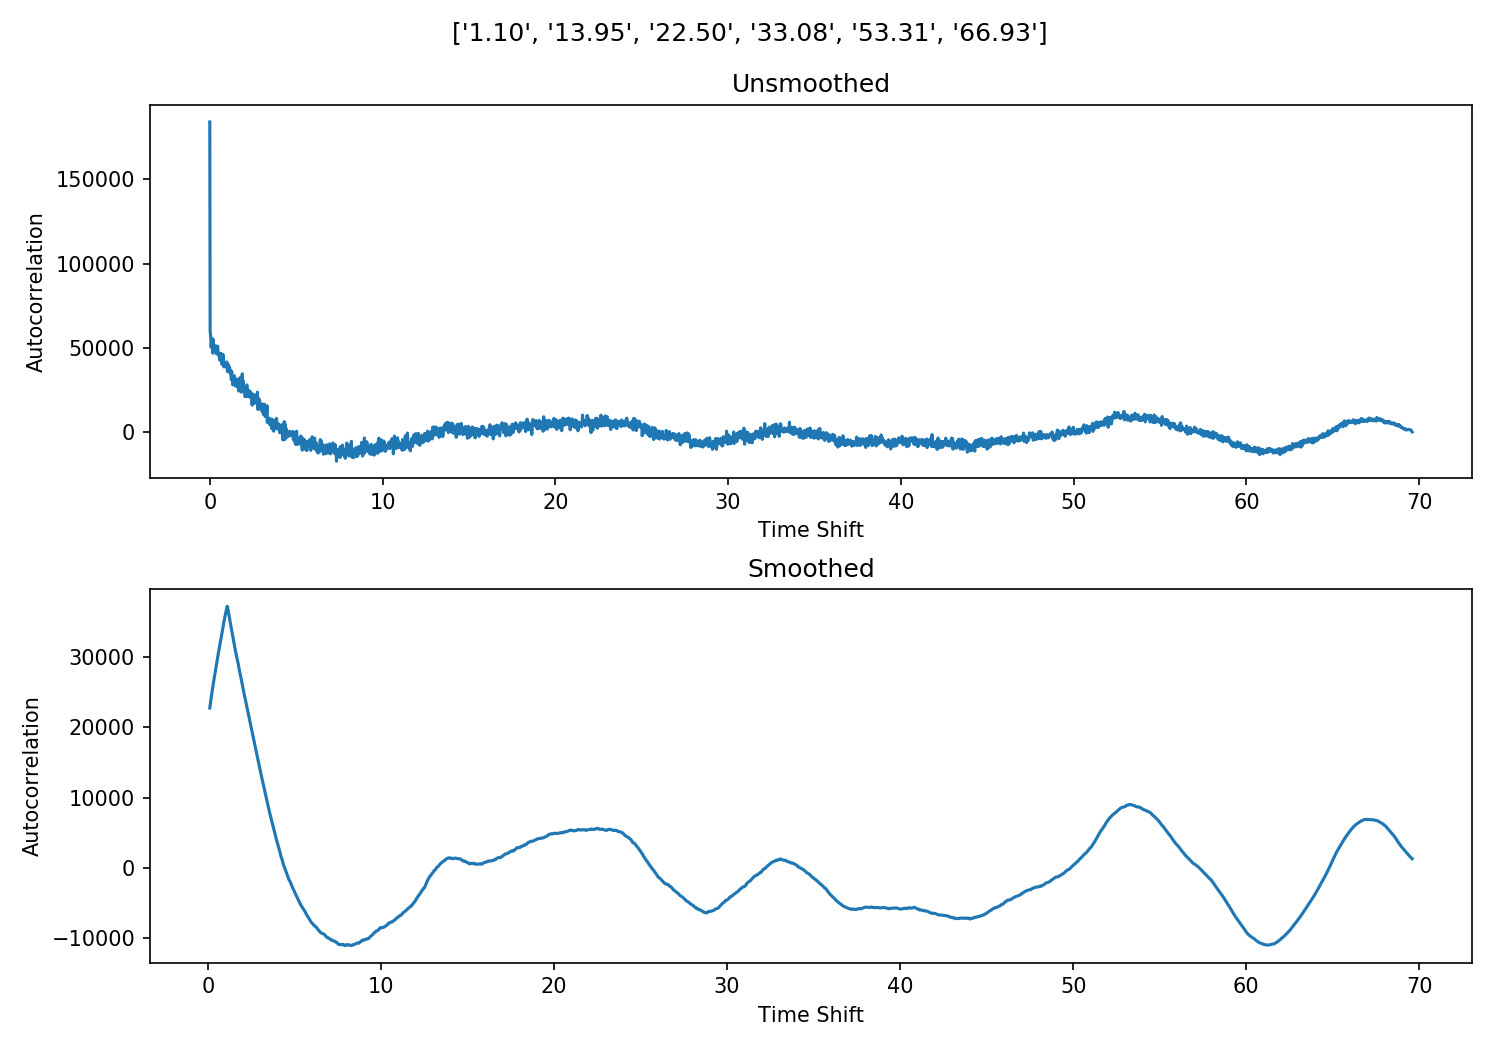 ['1.10', '13.95', '22.50', '33.08', '53.31', '66.93']
Unsmoothed
Autocorrelation
150000
100000
50000
0
0 10 20 30 40 50 60 70
Time Shift
Smoothed
Autocorrelation
30000
20000
10000
0
−10000
0 10 20 30 40 50 60 70
Time Shift